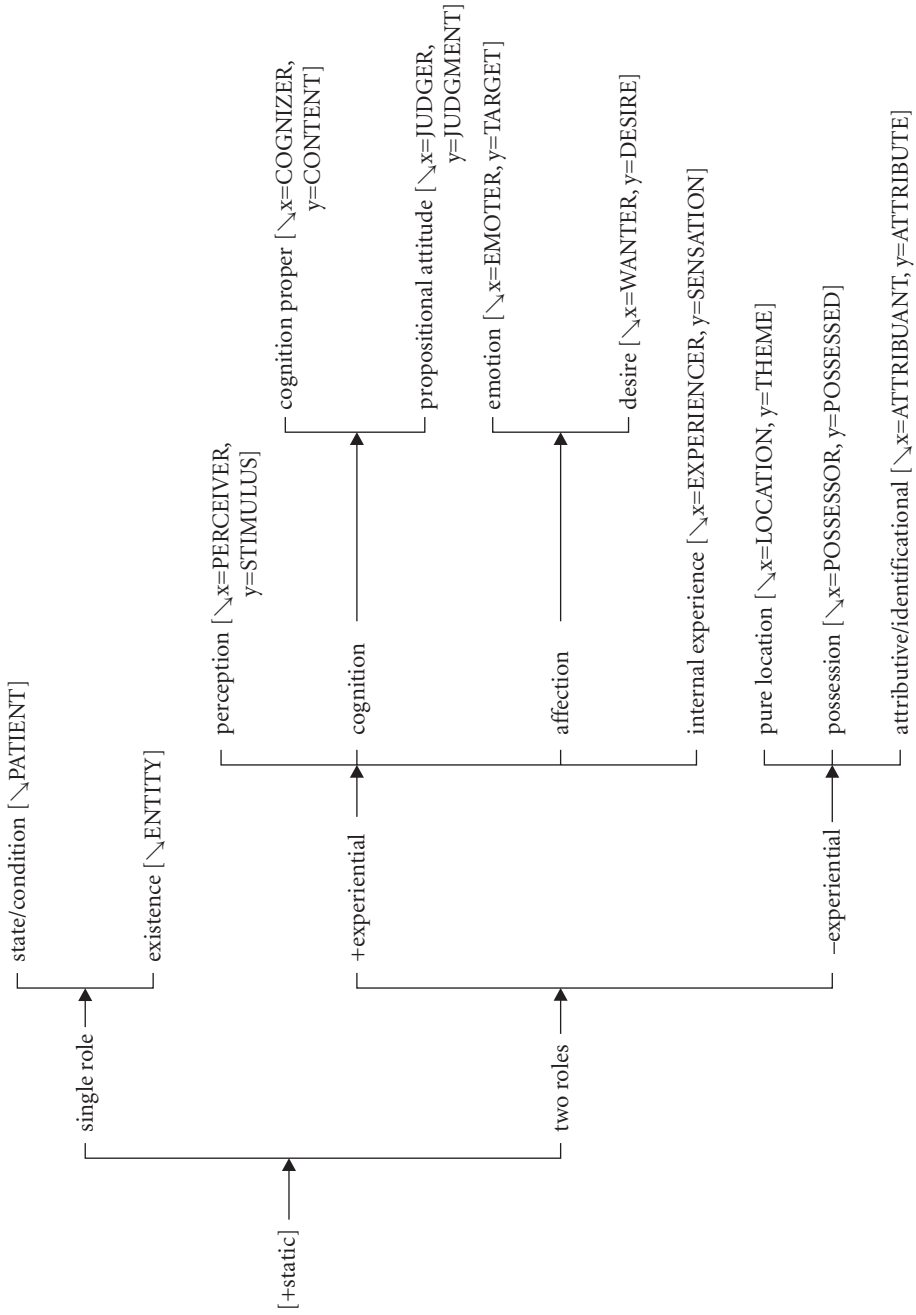 [+static]
single role
state/condition [↘PATIENT]
existence [↘ENTITY]
two roles
+experiential
perception [↘x=PERCEIVER,
y=STIMULUS]
cognition
cognition proper [↘x=COGNIZER,
y=CONTENT]
propositional attitude [↘x=JUDGER,
y=JUDGMENT]
affection
emotion [↘x=EMOTER, y=TARGET]
desire [↘x=WANTER, y=DESIRE]
internal experience [↘x=EXPERIENCER, y=SENSATION]
–experiential
pure location [↘x=LOCATION, y=THEME]
possession [↘x=POSSESSOR, y=POSSESSED]
attributive/identificational [↘x=ATTRIBUANT, y=ATTRIBUTE]